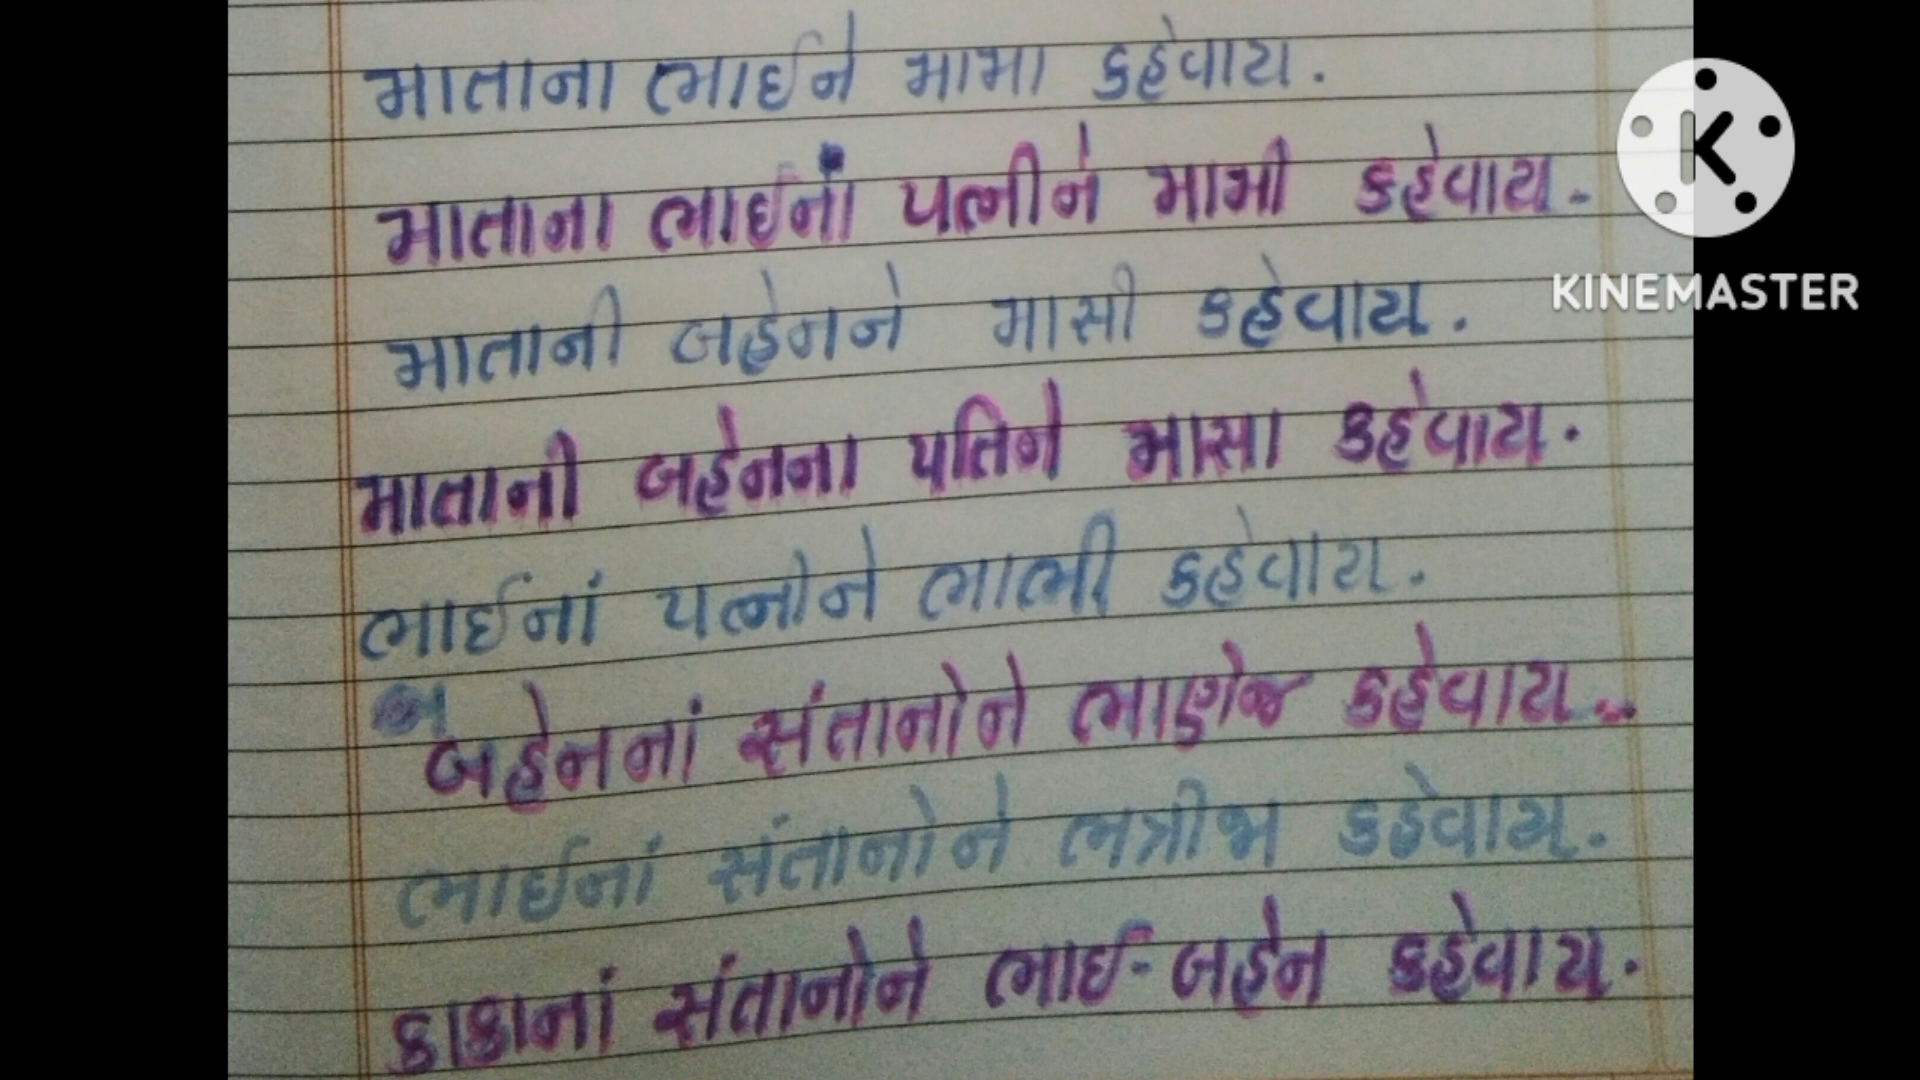 માતાના ભાઈને મામા કહેવાય.
માતાના ભાઈનાં પત્નીને મામી કહેવાય.
માતાની બહેનને માસી કહેવાય.
માતાની બહેનના પતિને માસા કહેવાય.
ભાઈનાં પત્નીને ભાભી કહેવાય.
બહેનનાં સંતાનોને ભાણેજ કહેવાય..
ભાઈનાં સંતાનોને ભત્રીજા કહેવાય.
કાકાનાં સંતાનોને ભાઈ-બહેન કહેવાય.
KINEMASTER